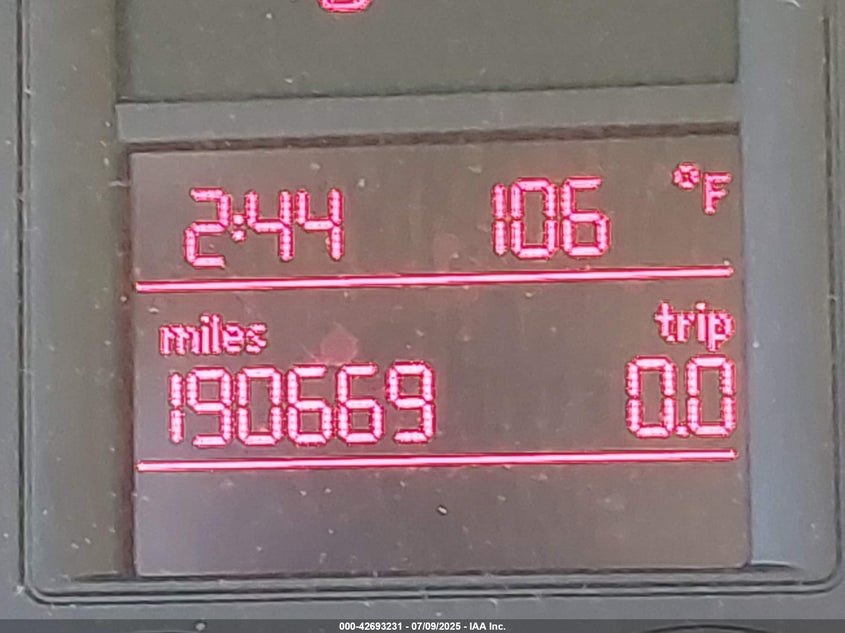 2:44 106 °F
miles trip
190669 0.0
000-42693231 - 07/09/2025 - IAA Inc.